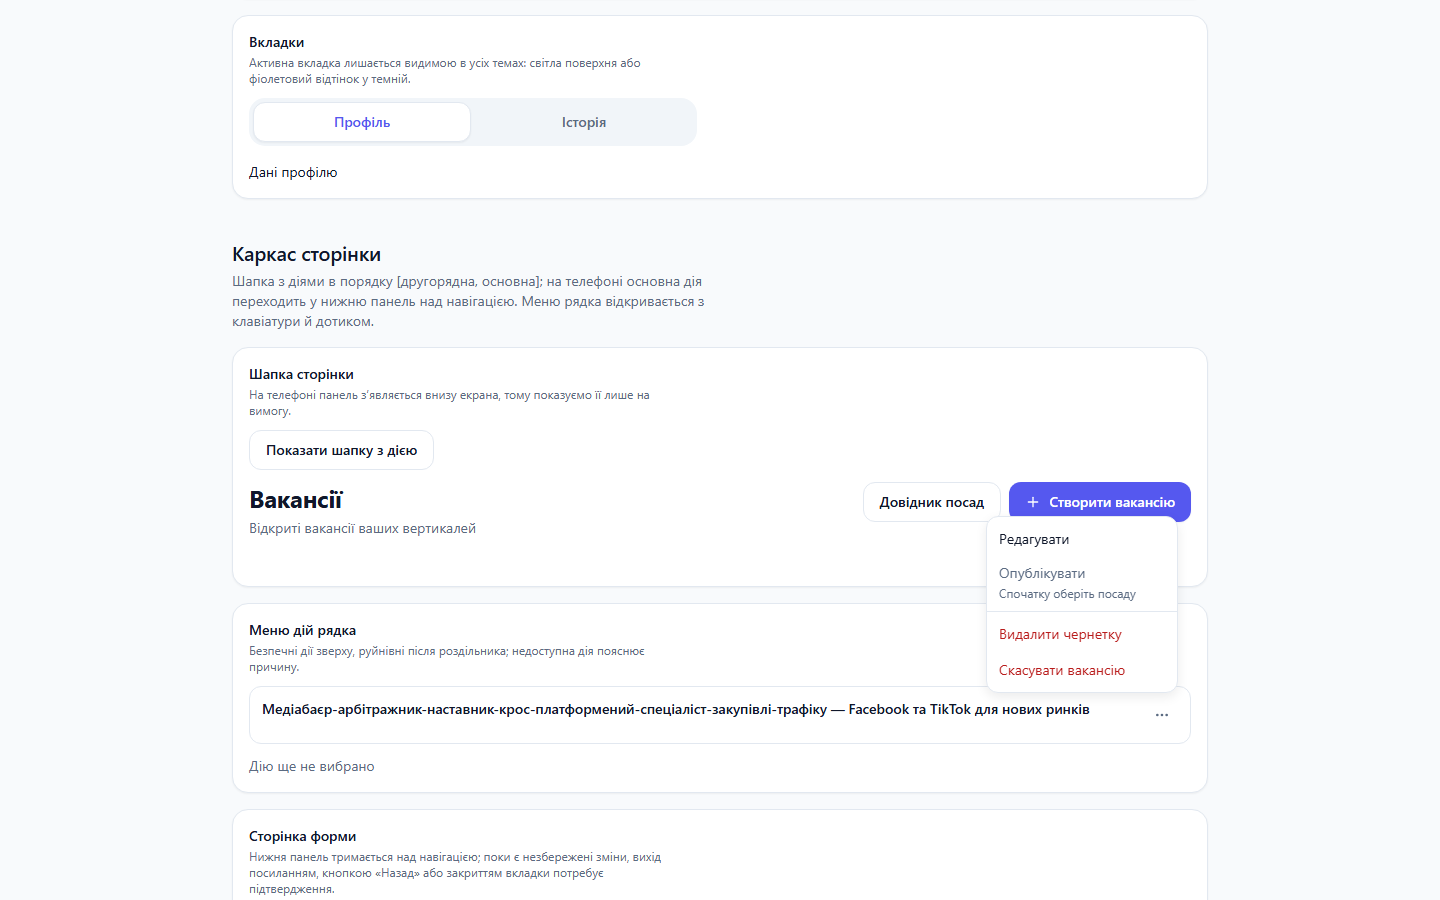 Вкладки
Активна вкладка лишається видимою в усіх темах: світла поверхня або
фіолетовий відтінок у темній.
Профіль
Історія
Дані профілю
Каркас сторінки
Шапка з діями в порядку [другорядна, основна]; на телефоні основна дія
переходить у нижню панель над навігацією. Меню рядка відкривається з
клавіатури й дотиком.
Шапка сторінки
На телефоні панель з’являється внизу екрана, тому показуємо її лише на
вимогу.
Показати шапку з дією
Вакансії
Відкриті вакансії ваших вертикалей
Довідник посад
+ Створити вакансію
Редагувати
Опублікувати
Спочатку оберіть посаду
Видалити чернетку
Скасувати вакансію
Меню дій рядка
Безпечні дії зверху, руйнівні після роздільника; недоступна дія пояснює
причину.
Медіабаєр-арбітражник-наставник-крос-платформений-спеціаліст-закупівлі-трафіку — Facebook та TikTok для нових ринків
Дію ще не вибрано
Сторінка форми
Нижня панель тримається над навігацією; поки є незбережені зміни, вихід
посиланням, кнопкою «Назад» або закриттям вкладки потребує
підтвердження.